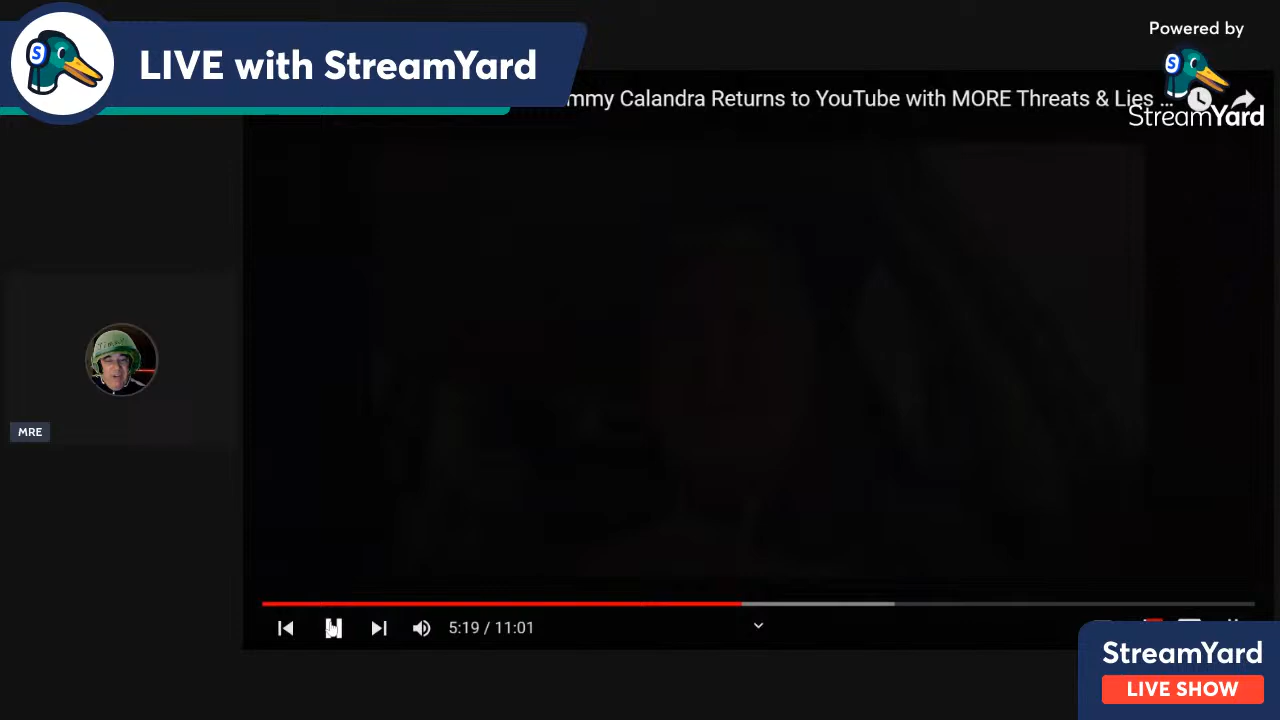 Powered by
LIVE with StreamYard
mmy Calandra Returns to YouTube with MORE Threats & Lies ...
StreamYard
MRE
5:19 / 11:01
StreamYard
LIVE SHOW